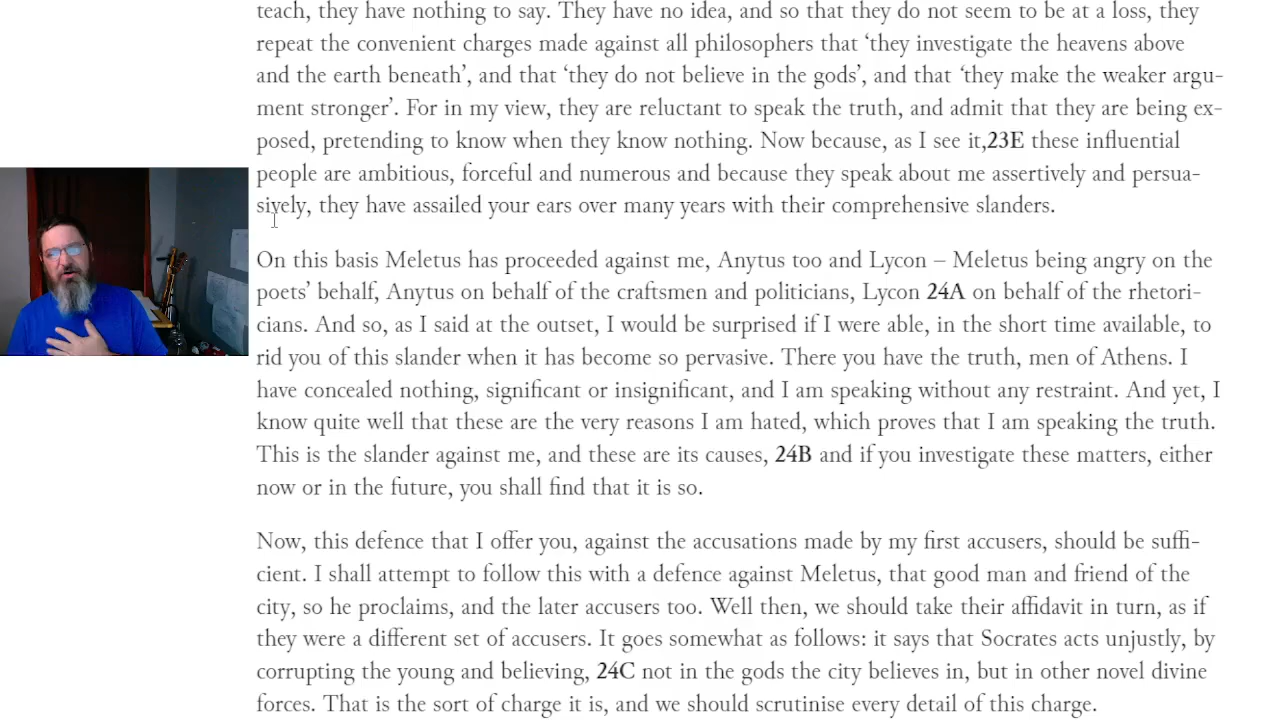 teach, they have nothing to say. They have no idea, and so that they do not seem to be at a loss, they
repeat the convenient charges made against all philosophers that ‘they investigate the heavens above
and the earth beneath’, and that ‘they do not believe in the gods’, and that ‘they make the weaker argu-
ment stronger’. For in my view, they are reluctant to speak the truth, and admit that they are being ex-
posed, pretending to know when they know nothing. Now because, as I see it,23E these influential
people are ambitious, forceful and numerous and because they speak about me assertively and persua-
sively, they have assailed your ears over many years with their comprehensive slanders.
On this basis Meletus has proceeded against me, Anytus too and Lycon – Meletus being angry on the
poets’ behalf, Anytus on behalf of the craftsmen and politicians, Lycon 24A on behalf of the rhetori-
cians. And so, as I said at the outset, I would be surprised if I were able, in the short time available, to
rid you of this slander when it has become so pervasive. There you have the truth, men of Athens. I
have concealed nothing, significant or insignificant, and I am speaking without any restraint. And yet, I
know quite well that these are the very reasons I am hated, which proves that I am speaking the truth.
This is the slander against me, and these are its causes, 24B and if you investigate these matters, either
now or in the future, you shall find that it is so.
Now, this defence that I offer you, against the accusations made by my first accusers, should be suffi-
cient. I shall attempt to follow this with a defence against Meletus, that good man and friend of the
city, so he proclaims, and the later accusers too. Well then, we should take their affidavit in turn, as if
they were a different set of accusers. It goes somewhat as follows: it says that Socrates acts unjustly, by
corrupting the young and believing, 24C not in the gods the city believes in, but in other novel divine
forces. That is the sort of charge it is, and we should scrutinise every detail of this charge.